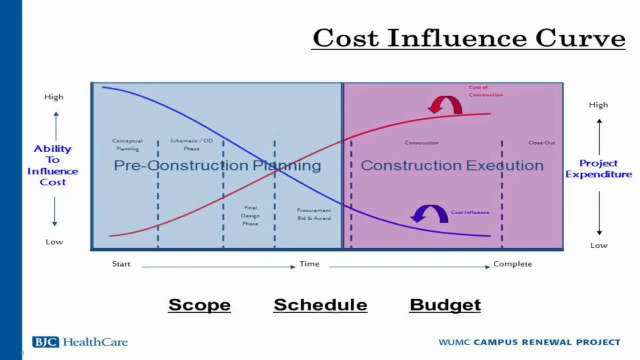 Cost Influence Curve
High
Ability
To
Influence
Cost
Low
Conceptual
Planning
Schematic / DD
Phase
Pre-Construction Planning
Final
Design
Phase
Procurement
Bid & Award
Cost of
Construction
Construction
Close-Out
Construction Execution
Cost Influence
High
Project
Expenditure
Low
Start
Time
Complete
Scope
Schedule
Budget
BJC HealthCare
WUMC CAMPUS RENEWAL PROJECT